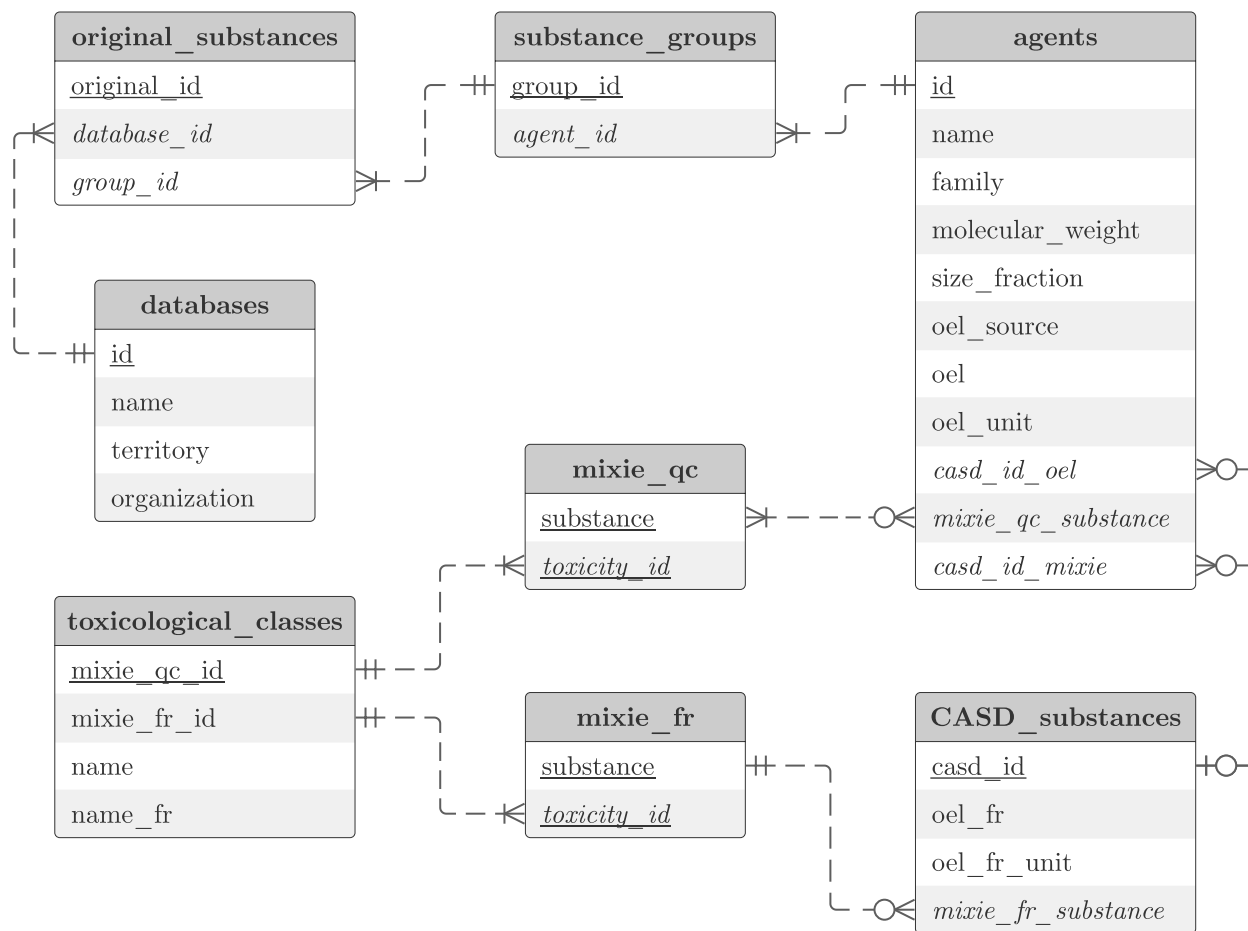 original_substances
original_id
database_id
group_id
substance_groups
group_id
agent_id
agents
id
name
family
molecular_weight
size_fraction
oel_source
oel
oel_unit
casd_id_oel
mixie_qc_substance
casd_id_mixie
databases
id
name
territory
organization
mixie_qc
substance
toxicity_id
toxicological_classes
mixie_qc_id
mixie_fr_id
name
name_fr
mixie_fr
substance
toxicity_id
CASD_substances
casd_id
oel_fr
oel_fr_unit
mixie_fr_substance